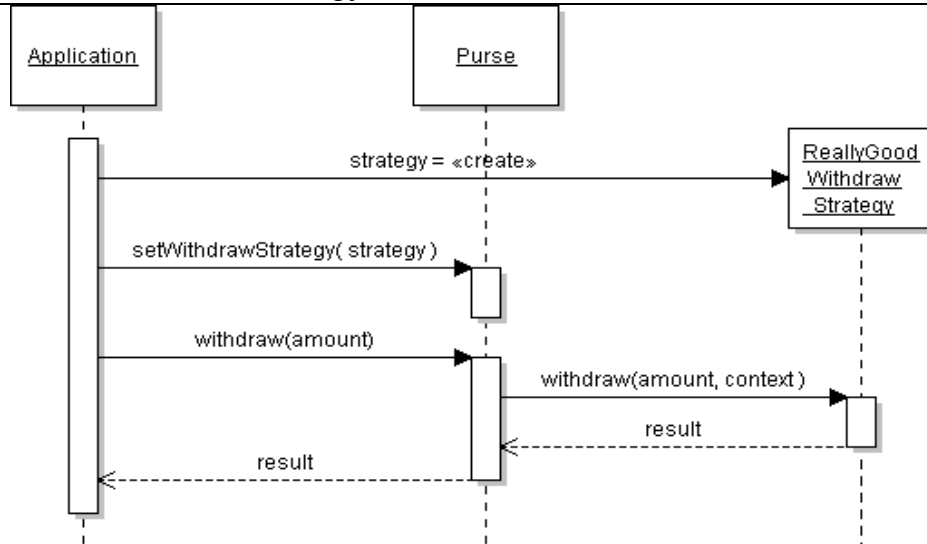 Application
Purse
ReallyGood
Withdraw
Strategy
strategy = «create»
setWithdrawStrategy( strategy )
withdraw(amount)
withdraw(amount, context )
result
result